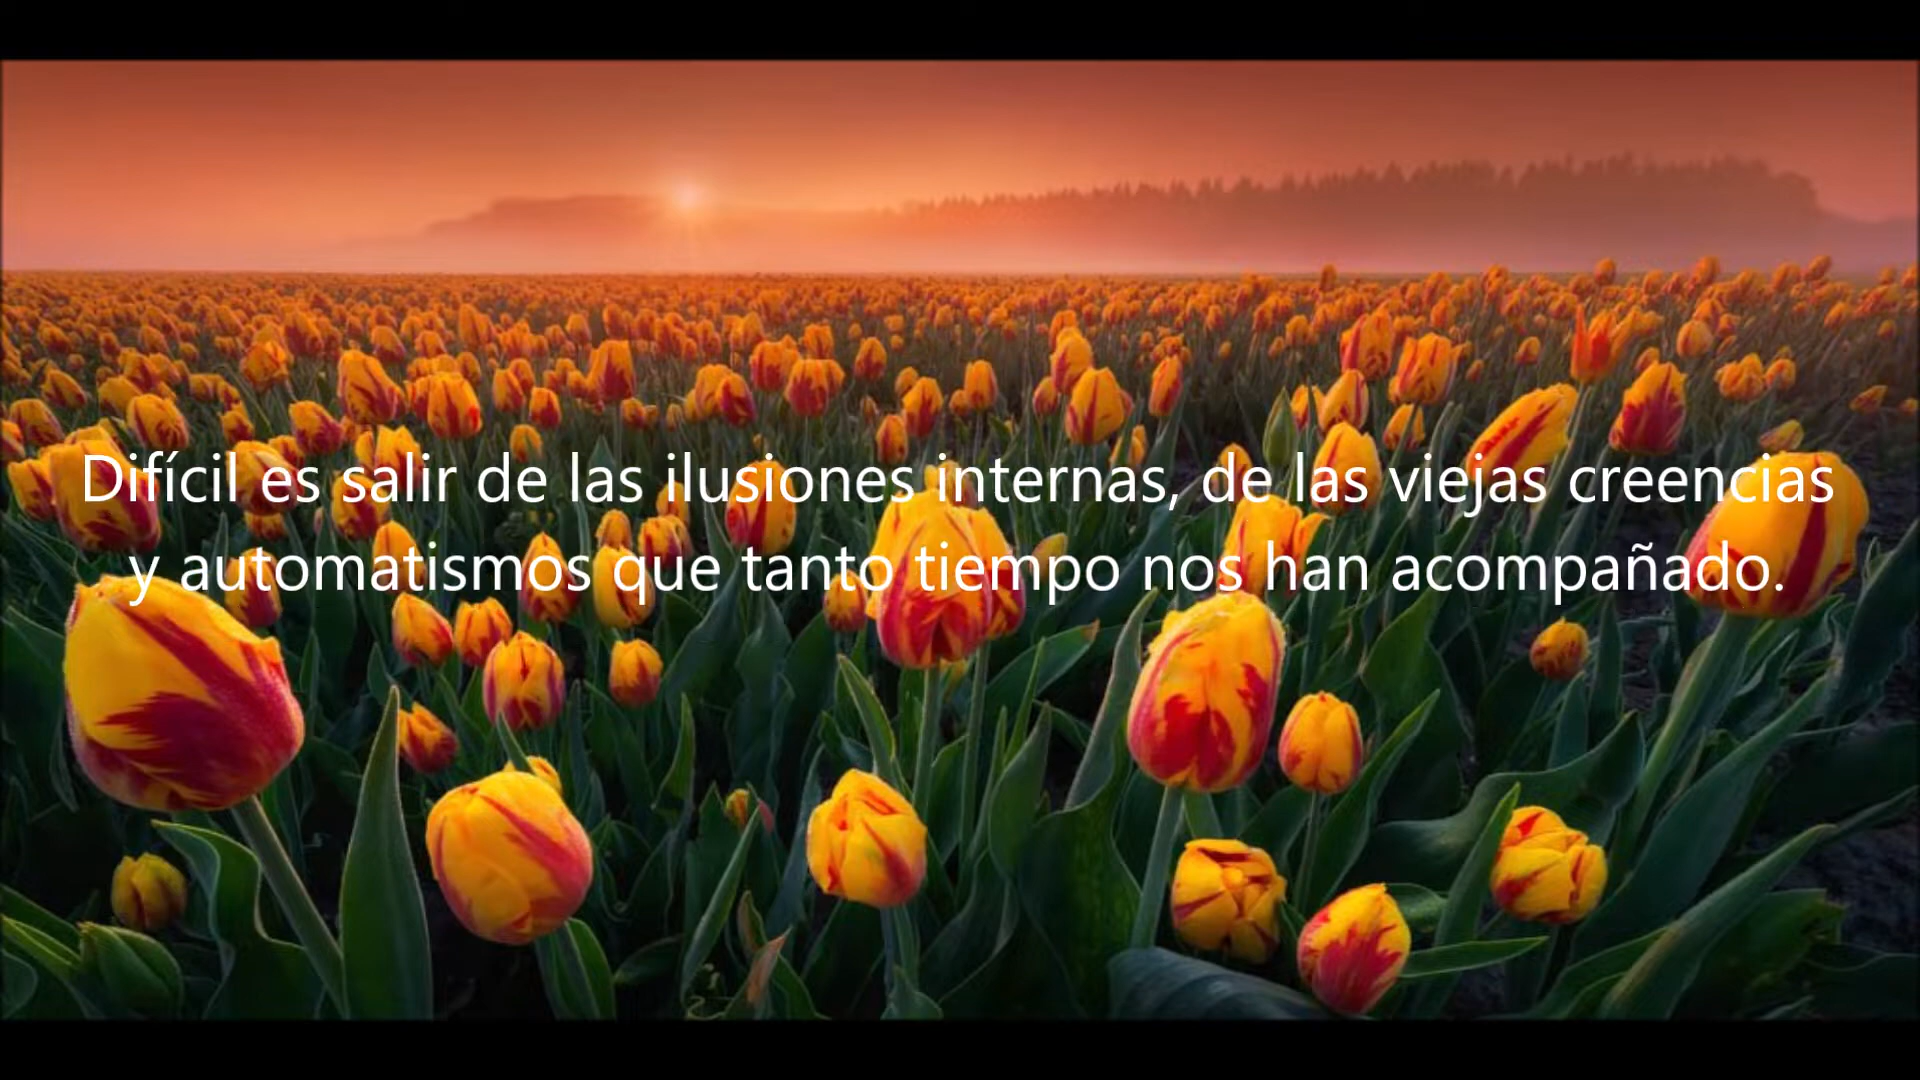 Difícil es salir de las ilusiones internas, de las viejas creencias
y automatismos que tanto tiempo nos han acompañado.